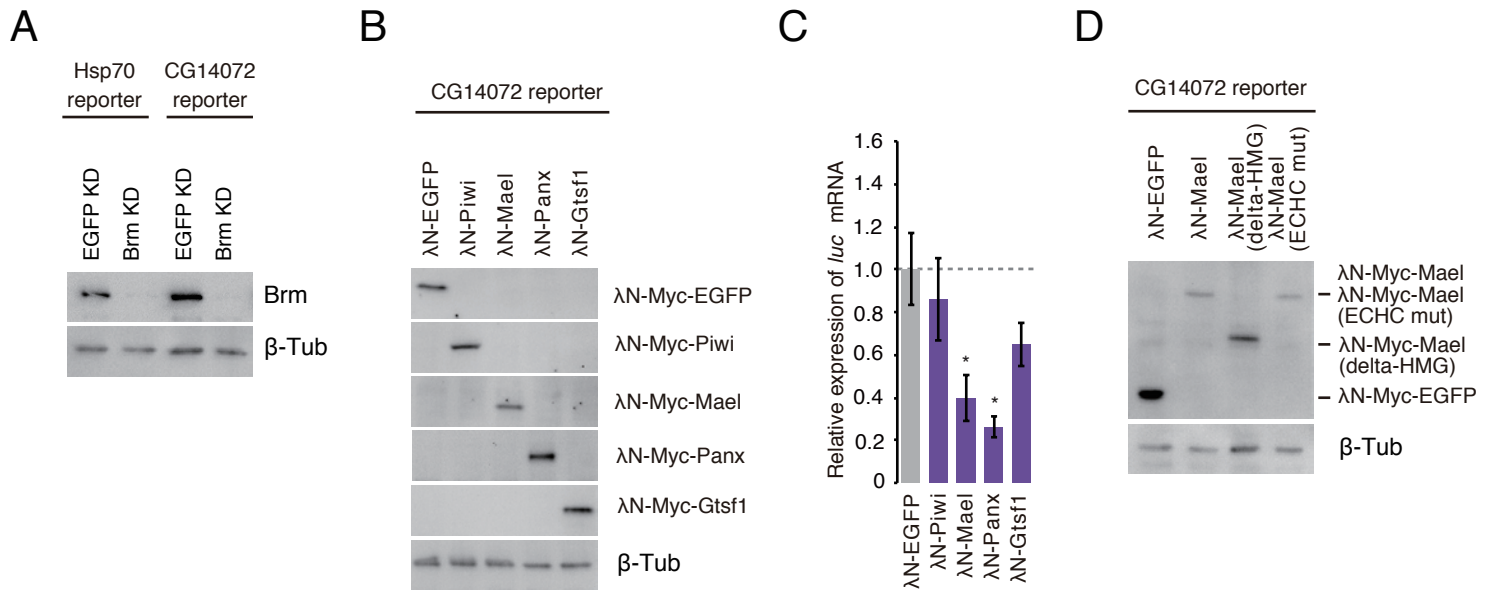 A
Hsp70
reporter
CG14072
reporter
EGFP KD
Brm KD
EGFP KD
Brm KD
Brm
β-Tub
B
CG14072 reporter
λN-EGFP
λN-Piwi
λN-Mael
λN-Panx
λN-Gtsf1
λN-Myc-EGFP
λN-Myc-Piwi
λN-Myc-Mael
λN-Myc-Panx
λN-Myc-Gtsf1
β-Tub
C
Relative expression of luc mRNA
1.6
1.4
1.2
1.0
0.8
0.6
0.4
0.2
0
*
*
λN-EGFP
λN-Piwi
λN-Mael
λN-Panx
λN-Gtsf1
D
CG14072 reporter
λN-EGFP
λN-Mael
λN-Mael
(delta-HMG)
λN-Mael
(ECHC mut)
λN-Myc-Mael
λN-Myc-Mael
(ECHC mut)
λN-Myc-Mael
(delta-HMG)
λN-Myc-EGFP
β-Tub